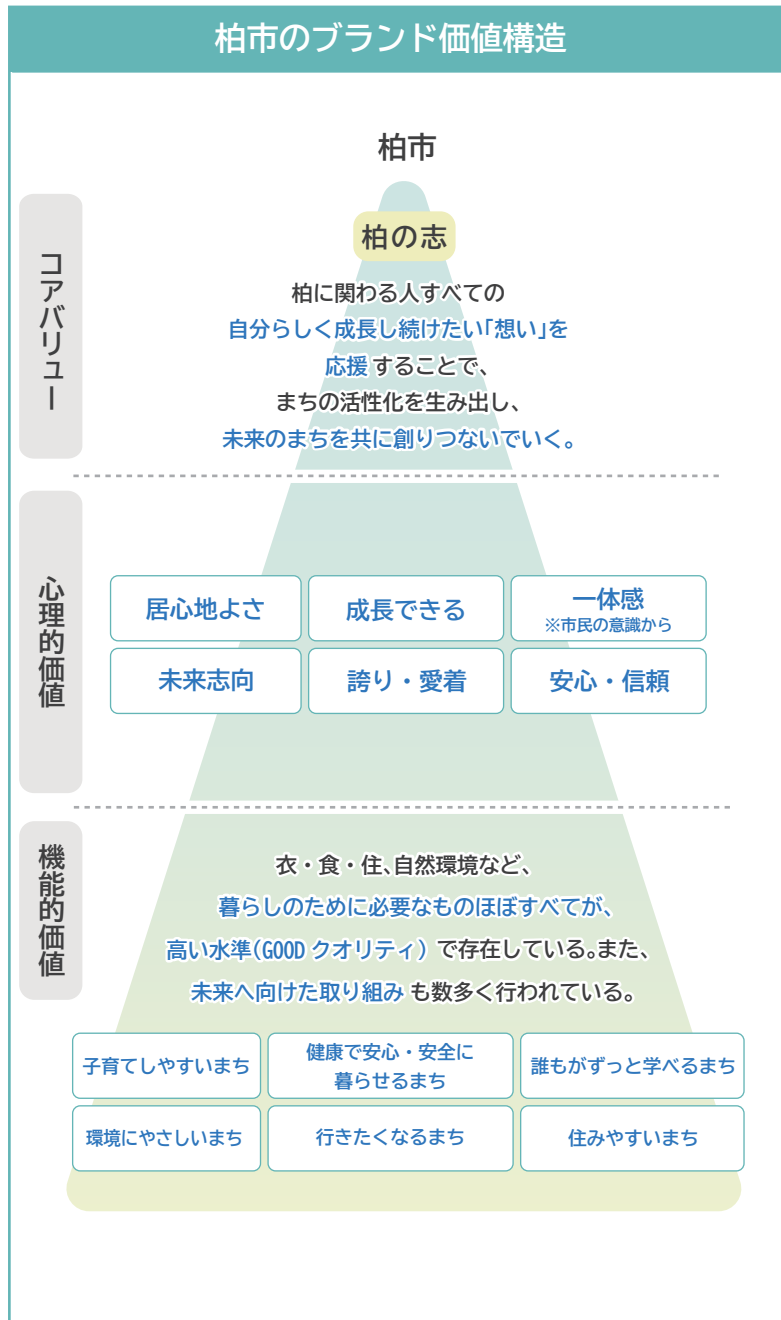 柏市のブランド価値構造
柏市
コアバリュー
柏の志
柏に関わる人すべての
自分らしく成長し続けたい「想い」を
応援することで、
まちの活性化を生み出し、
未来のまちを共に創りつないでいく。
心理的価値
居心地よさ
成長できる
一体感
※市民の意識から
未来志向
誇り・愛着
安心・信頼
機能的価値
衣・食・住、自然環境など、
暮らしのために必要なものほぼすべてが、
高い水準(GOOD クオリティ) で存在している。また、
未来へ向けた取り組み も数多く行われている。
子育てしやすいまち
健康で安心・安全に
暮らせるまち
誰もがずっと学べるまち
環境にやさしいまち
行きたくなるまち
住みやすいまち